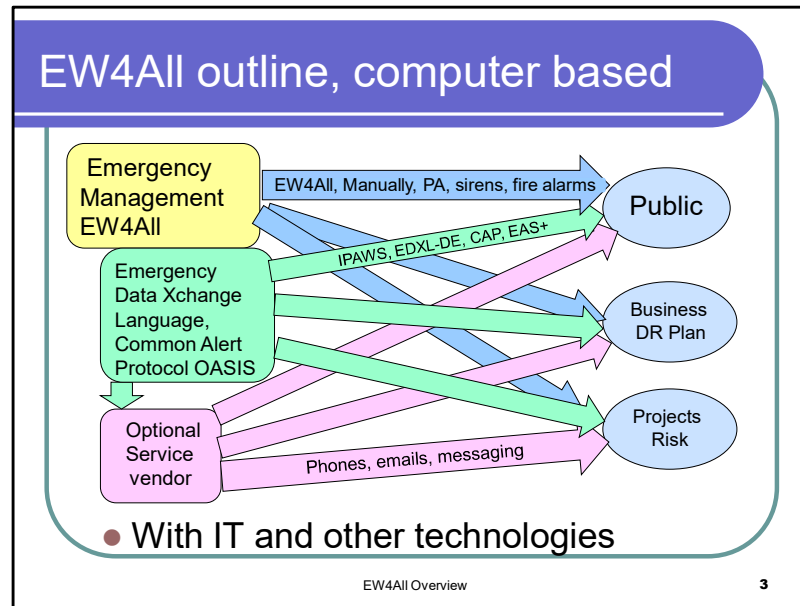 EW4All outline, computer based
Emergency
Management
EW4All
EW4All, Manually, PA, sirens, fire alarms
Public
IPAWS, EDXL-DE, CAP, EAS+
Emergency
Data Xchange
Language,
Common Alert
Protocol OASIS
Business
DR Plan
Optional
Service
vendor
Projects
Risk
Phones, emails, messaging
With IT and other technologies
EW4All Overview
3